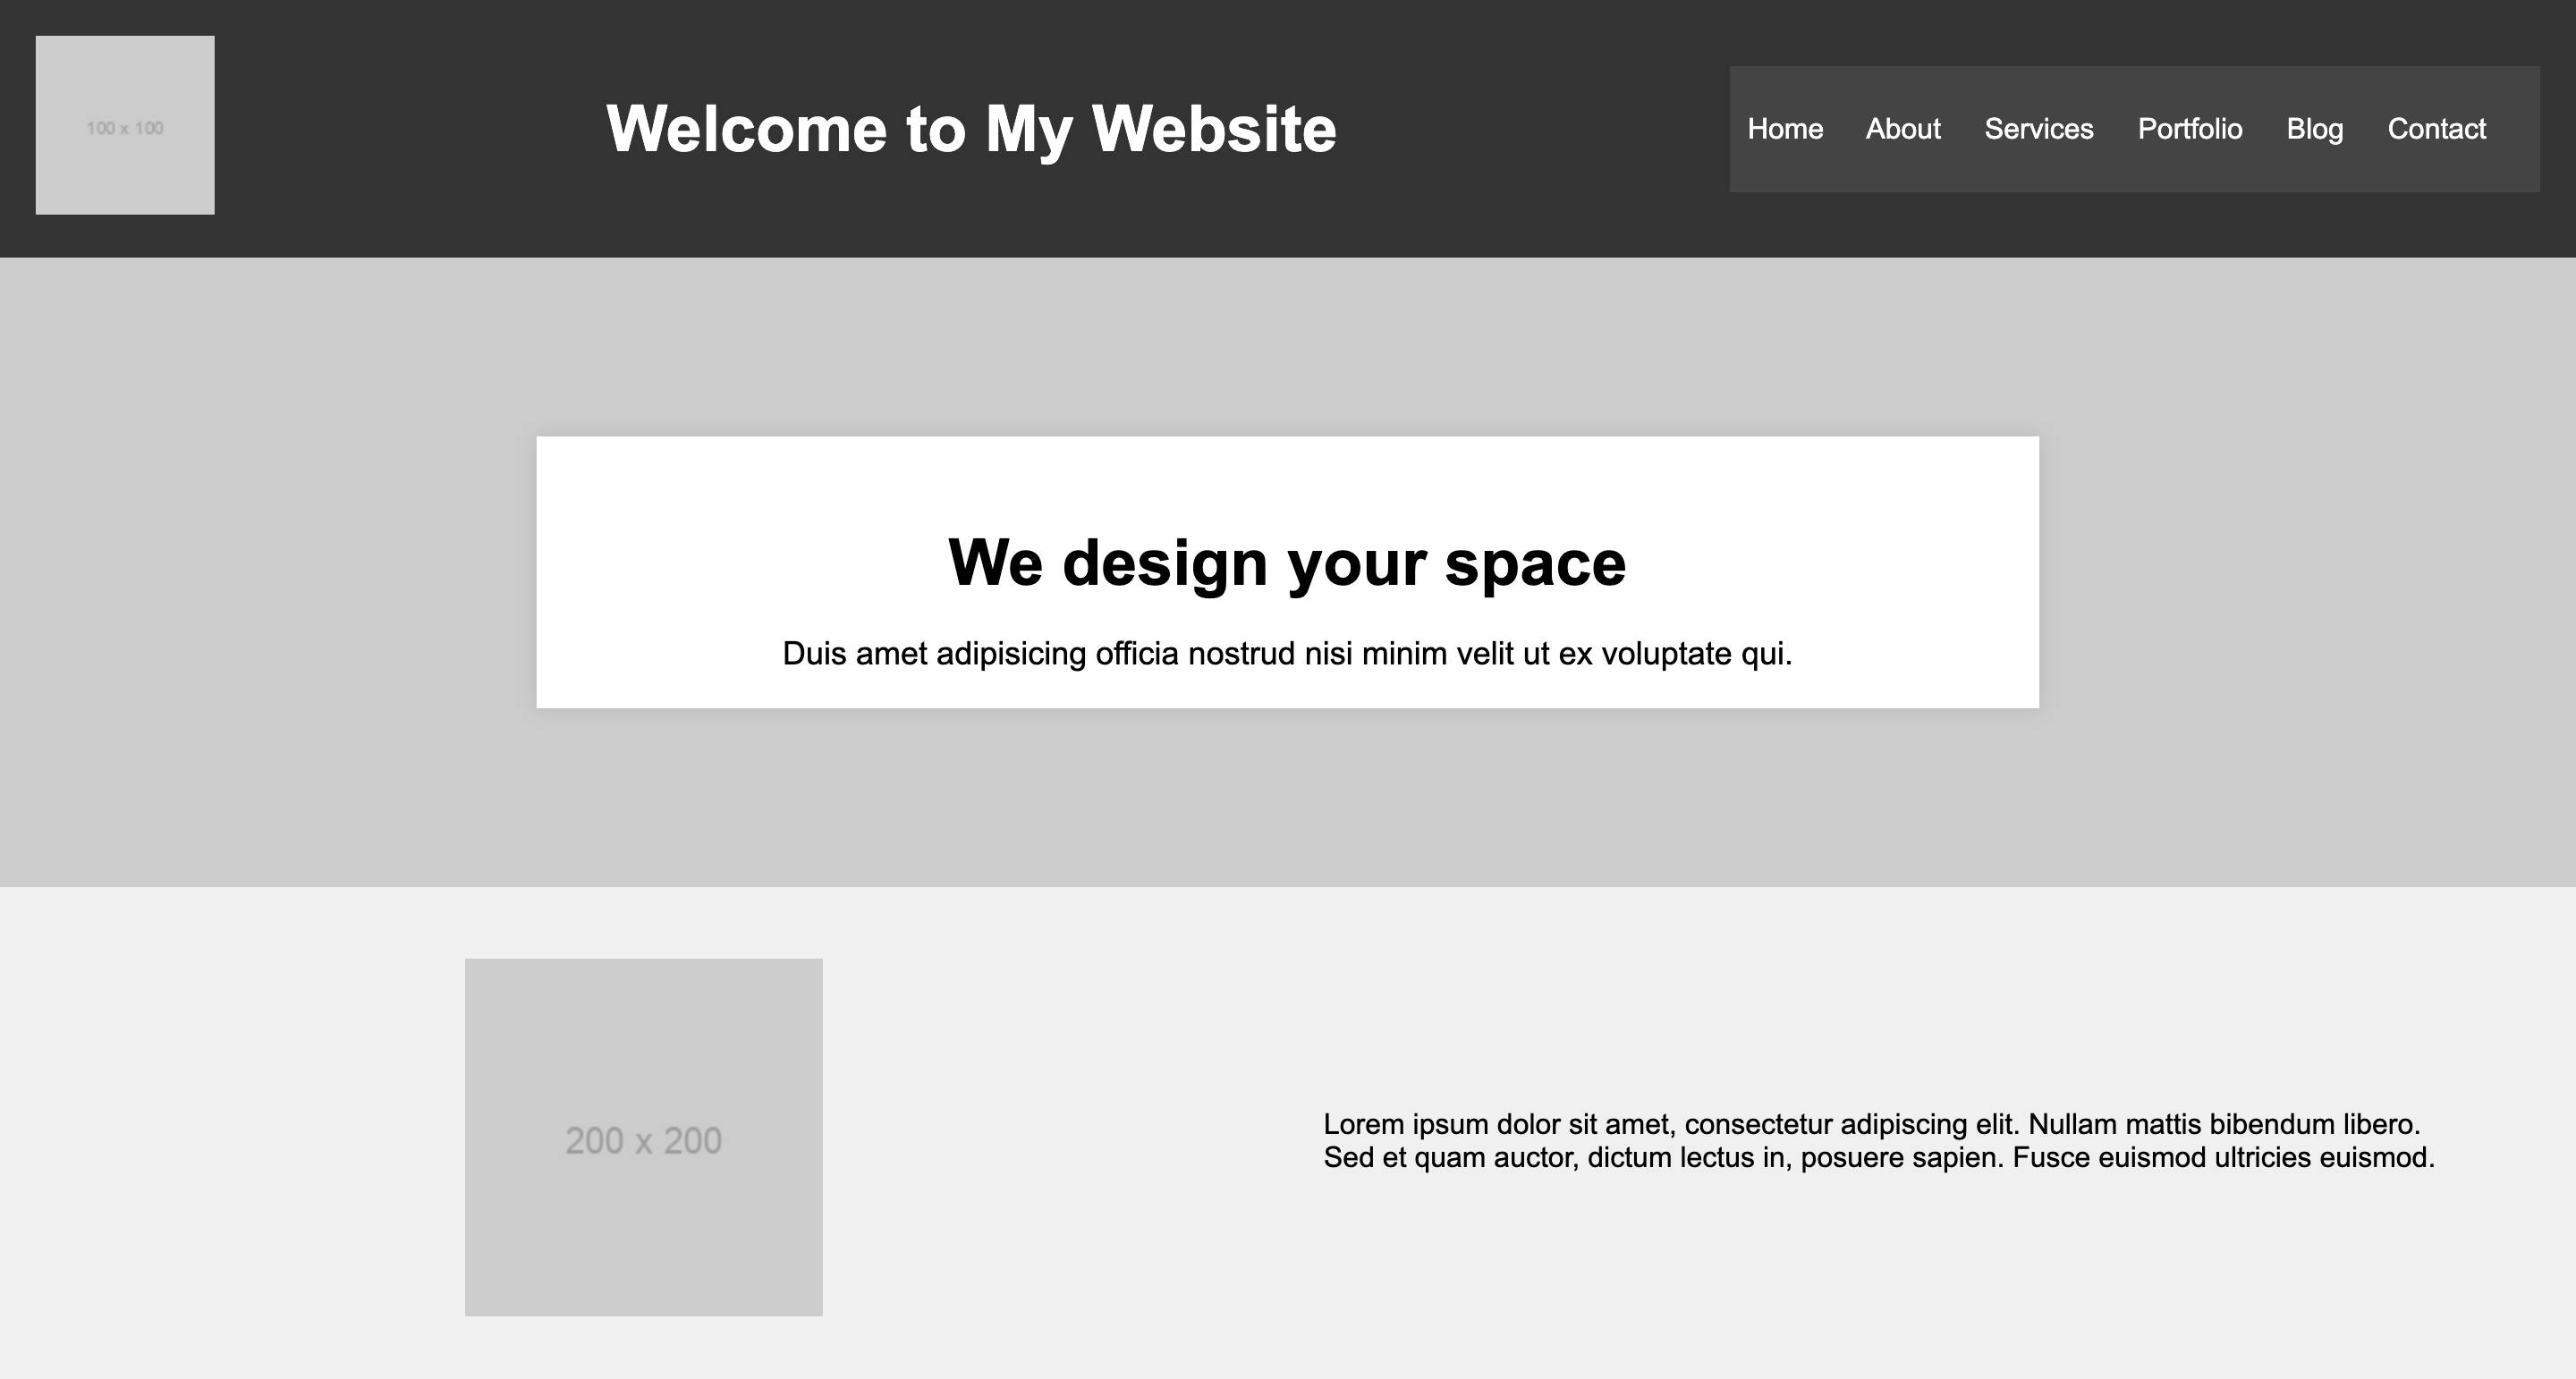 100 x 100
Welcome to My Website
Home About Services Portfolio Blog Contact
We design your space
Duis amet adipisicing officia nostrud nisi minim velit ut ex voluptate qui.
200 x 200
Lorem ipsum dolor sit amet, consectetur adipiscing elit. Nullam mattis bibendum libero.
Sed et quam auctor, dictum lectus in, posuere sapien. Fusce euismod ultricies euismod.